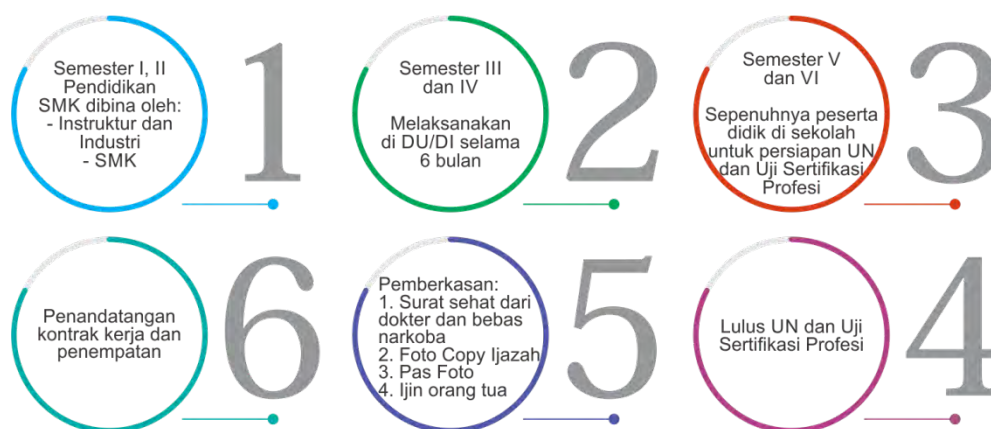 Semester I, II
Pendidikan
SMK dibina oleh:
- Instruktur dan
Industri
- SMK
1
Semester III
dan IV
Melaksanakan
di DU/DI selama
6 bulan
2
Semester V
dan VI
Sepenuhnya peserta
didik di sekolah
untuk persiapan UN
dan Uji Sertifikasi
Profesi
3
Penandatangan
kontrak kerja dan
penempatan
6
Pemberkasan:
1. Surat sehat dari
dokter dan bebas
narkoba
2. Foto Copy Ijazah
3. Pas Foto
4. Ijin orang tua
5
Lulus UN dan Uji
Sertifikasi Profesi
4